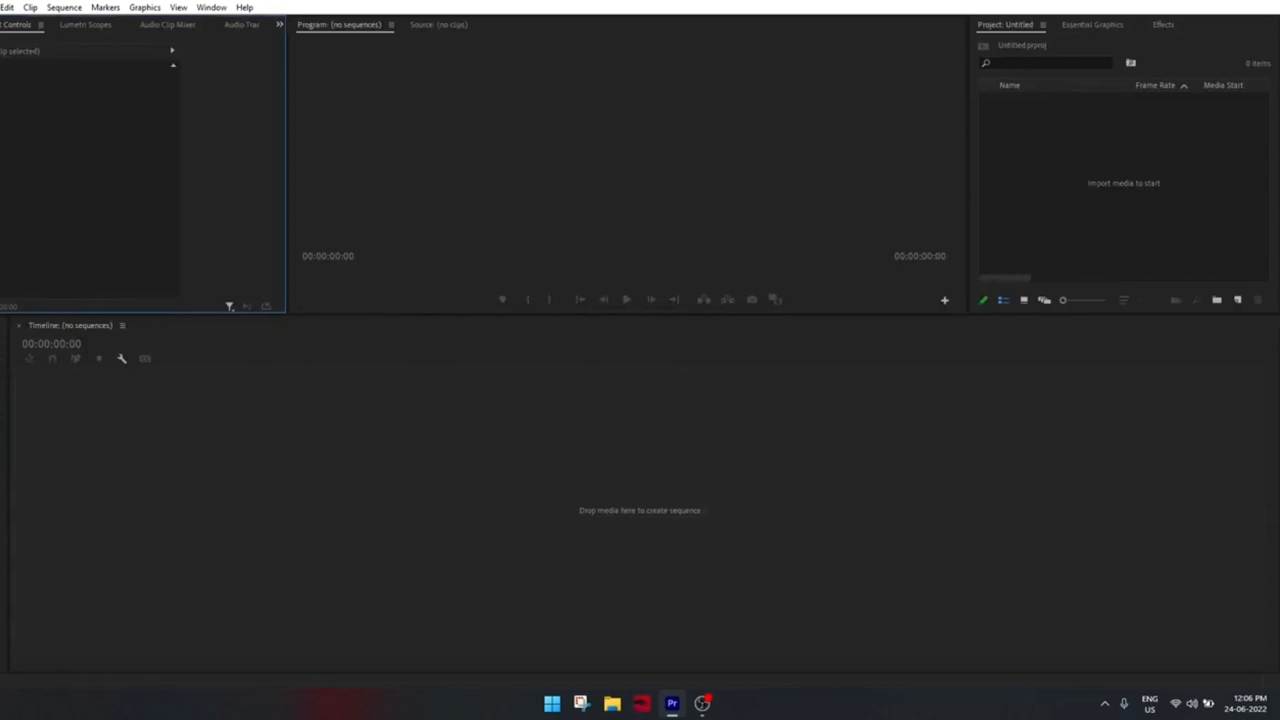 Edit Clip Sequence Markers Graphics View Window Help
Controls Lumetri Scopes Audio Clip Mixer Audio Trac
Program: (no sequences) Source: (no clips)
Project: Untitled Essential Graphics Effects
Untitled.prproj
0 items
Name Frame Rate Media Start
Import media to start
00:00:00:00 00:00:00:00
Timeline: (no sequences)
00:00:00:00
Drop media here to create sequence.
Pr
ENG
US
12:06 PM
24-06-2022